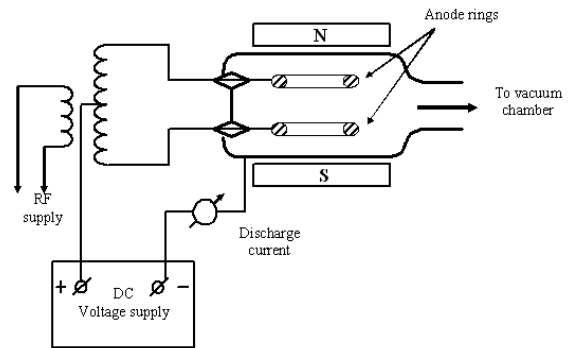 Anode rings
N
To vacuum
chamber
S
RF
supply
Discharge
current
+ DC −
Voltage supply